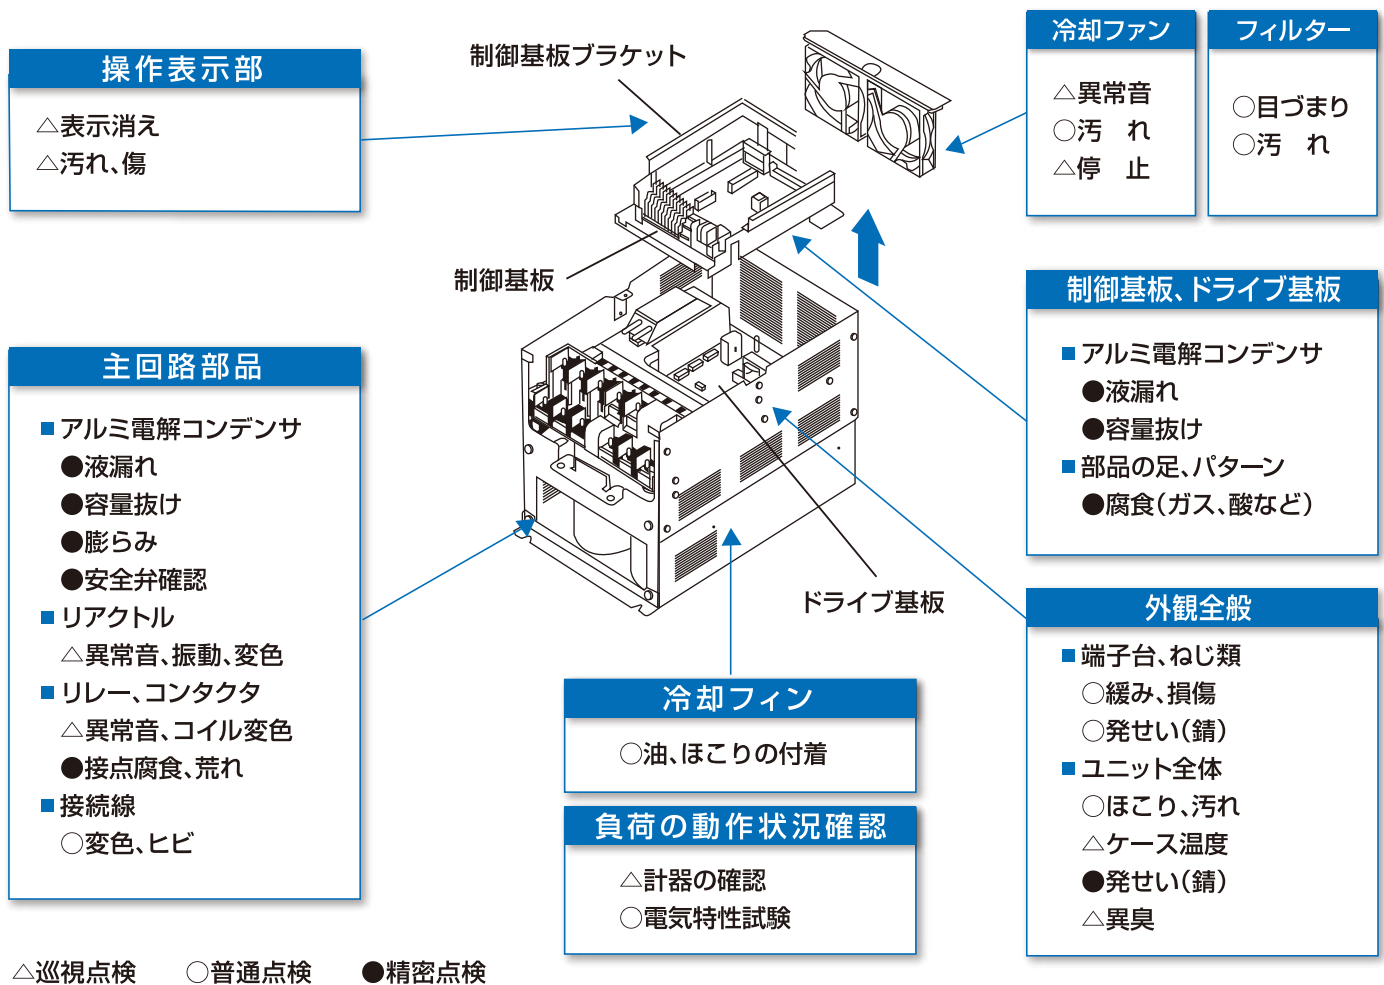 操作表示部
△表示消え
△汚れ、傷
制御基板ブラケット
制御基板
冷却ファン
△異常音
○汚　れ
△停　止
フィルター
○目づまり
○汚　れ
制御基板、ドライブ基板
■アルミ電解コンデンサ
●液漏れ
●容量抜け
■部品の足、パターン
●腐食（ガス、酸など）
主回路部品
■アルミ電解コンデンサ
●液漏れ
●容量抜け
●膨らみ
●安全弁確認
■リアクトル
△異常音、振動、変色
■リレー、コンタクタ
△異常音、コイル変色
●接点腐食、荒れ
■接続線
○変色、ヒビ
ドライブ基板
外観全般
■端子台、ねじ類
○緩み、損傷
○発せい（錆）
■ユニット全体
○ほこり、汚れ
△ケース温度
●発せい（錆）
△異臭
冷却フィン
○油、ほこりの付着
負荷の動作状況確認
△計器の確認
○電気特性試験
△巡視点検　○普通点検　●精密点検